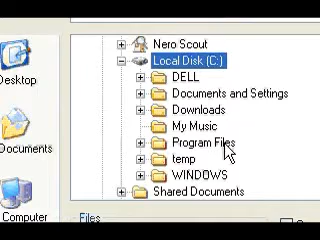 Nero Scout
Local Disk (C:)
DELL
Desktop
Documents and Settings
Downloads
My Music
Program Files
Documents
temp
WINDOWS
Shared Documents
Computer
Files